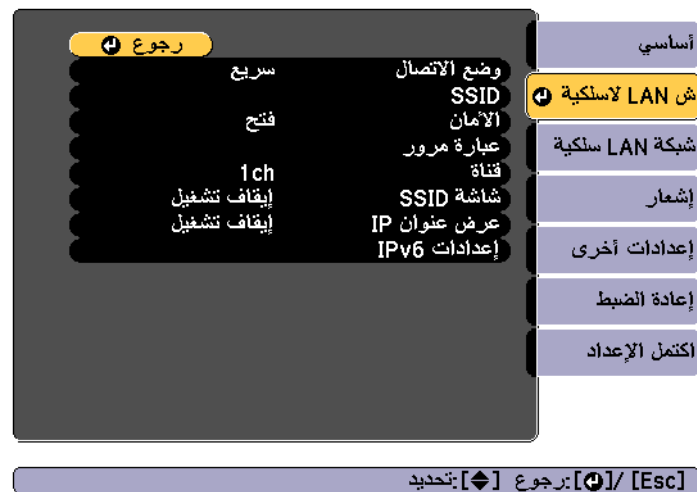 رجوع
وضع الاتصال سريع
SSID
الأمان فتح
عبارة مرور
قناة 1ch
شاشة SSID إيقاف تشغيل
عرض عنوان IP إيقاف تشغيل
إعدادات IPv6
أساسي
ش LAN لاسلكية
شبكة LAN سلكية
إشعار
إعدادات أخرى
إعادة الضبط
اكتمل الإعداد
[Esc] /[⏎]:رجوع [◆]:تحديد